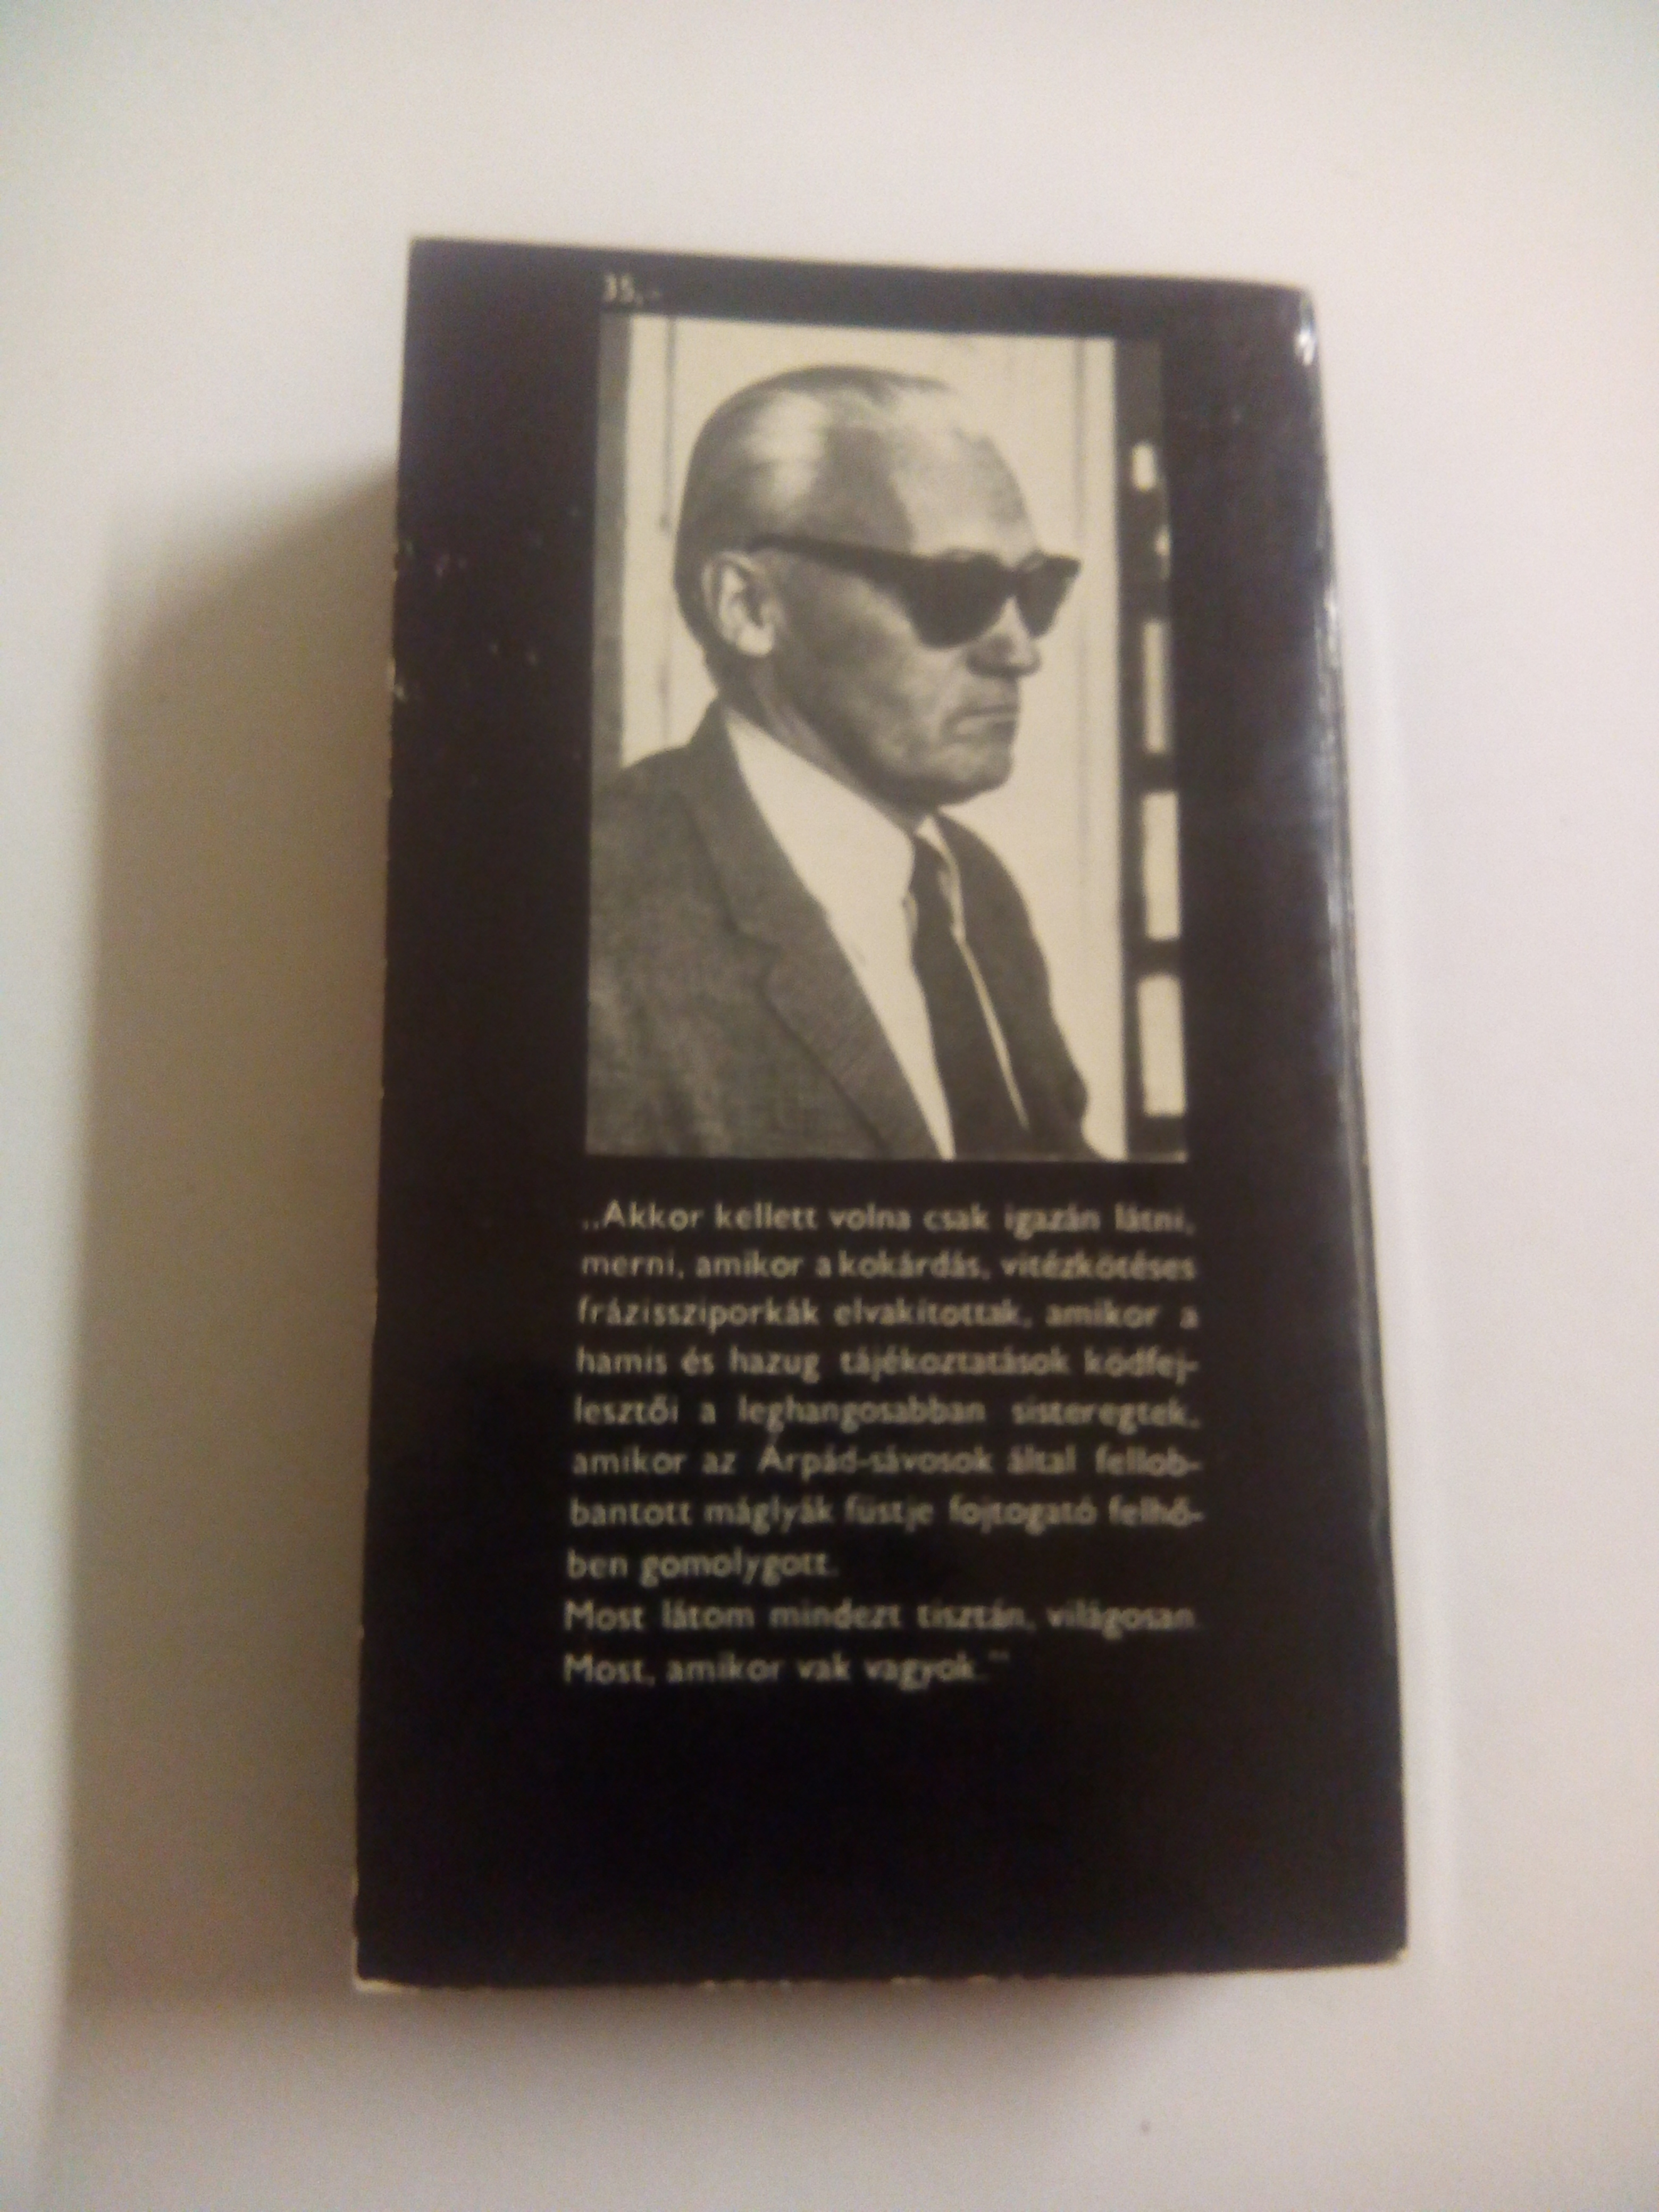 35,-
„Akkor kellett volna csak igazán látni,
merni, amikor a kokárdás, vitézkötéses
frázissziporkák elvakítottak, amikor a
hamis és hazug tájékoztatások ködfej-
lesztői a leghangosabban sisteregtek,
amikor az Árpád-sávosok által fellob-
bantott máglyák füstje fojtogató felhő-
ben gomolygott.
Most látom mindezt tisztán, világosan.
Most, amikor vak vagyok."